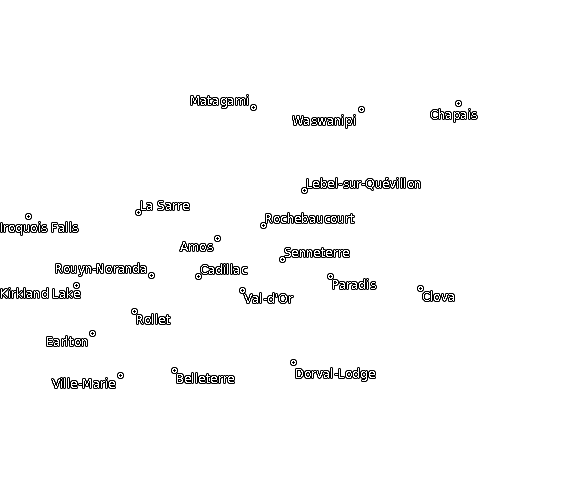 Matagami
Chapais
Waswanipi
Lebel-sur-Quévillon
La Sarre
Rochebaucourt
Iroquois Falls
Amos
Senneterre
Rouyn-Noranda
Cadillac
Paradis
Kirkland Lake
Val-d'Or
Clova
Rollet
Earlton
Dorval-Lodge
Belleterre
Ville-Marie